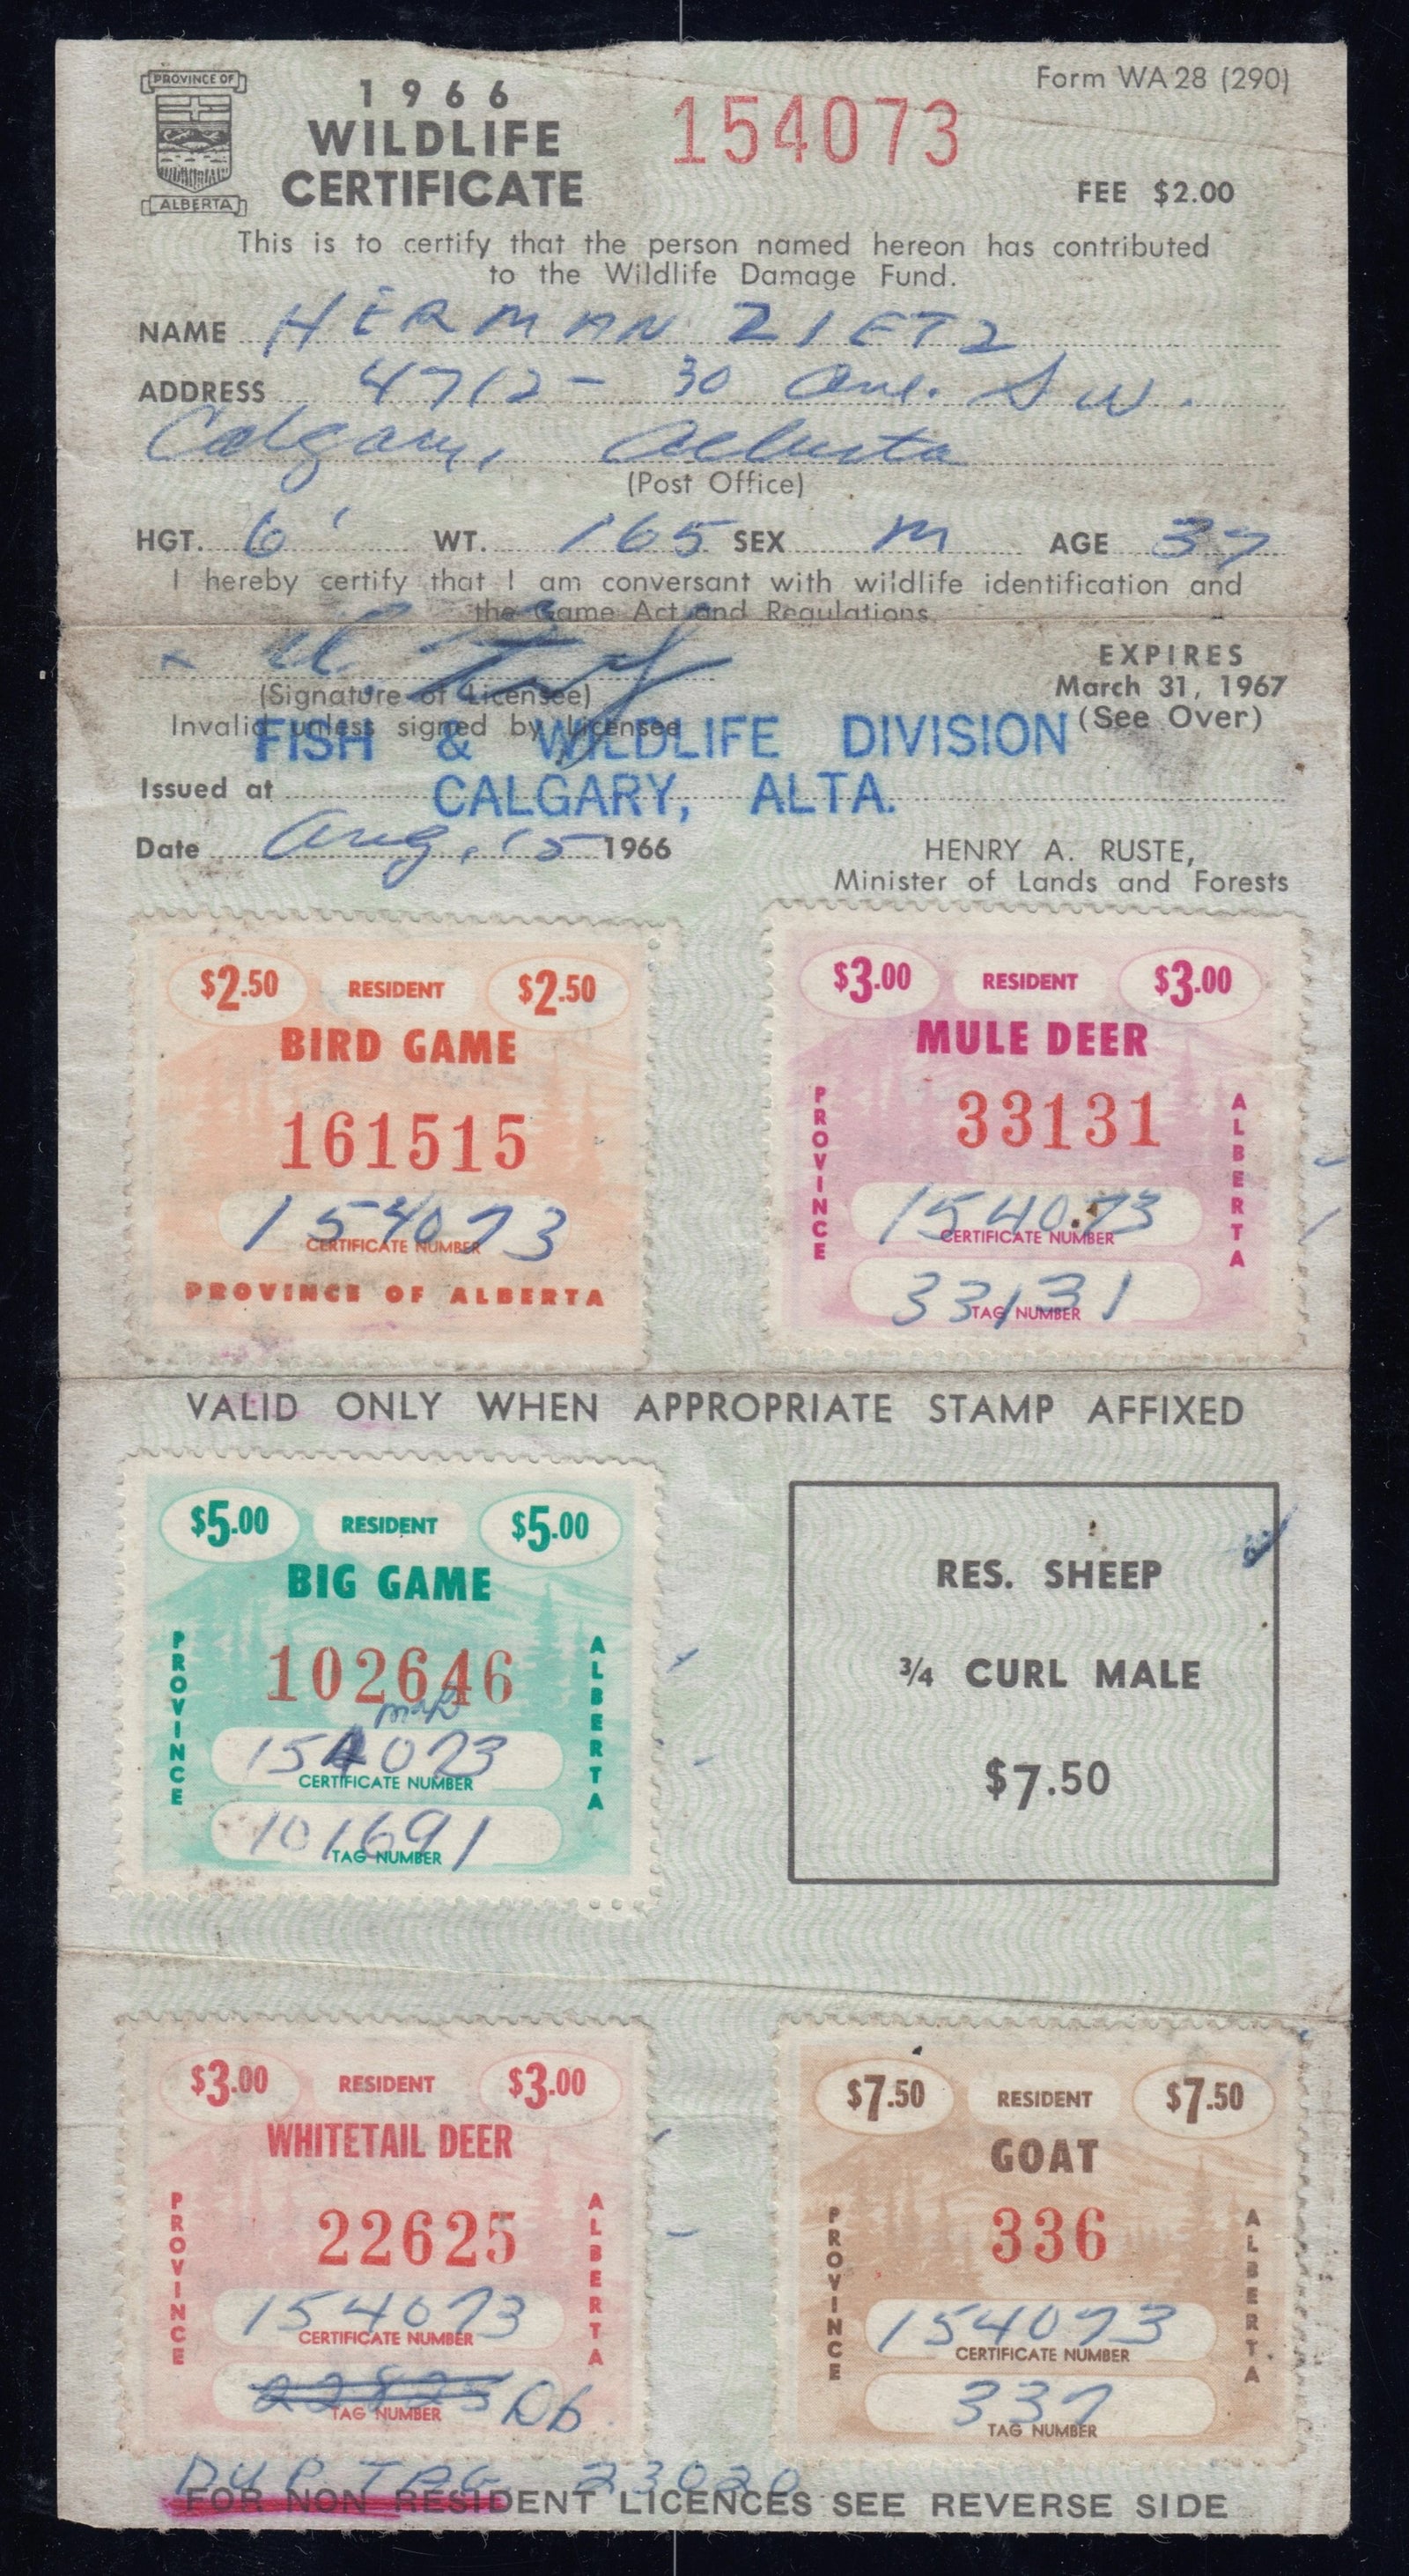 PROVINCE OF
ALBERTA
1966
WILDLIFE
CERTIFICATE
154073
Form WA 28 (290)
FEE $2.00
This is to certify that the person named hereon has contributed
to the Wildlife Damage Fund.
NAME HERMAN ZIETZ
ADDRESS 4712 - 30 Ave. S W.
Calgary, Alberta
(Post Office)
HGT. 6' WT. 165 SEX M AGE 37
I hereby certify that I am conversant with wildlife identification and
the Game Act and Regulations.
x H.
(Signature of Licensee)
Invalid unless signed by Licensee
EXPIRES
March 31, 1967
(See Over)
FISH & WILDLIFE DIVISION
Issued at CALGARY, ALTA.
Date Aug. 15 1966
HENRY A. RUSTE,
Minister of Lands and Forests
$2.50 RESIDENT $2.50
BIRD GAME
161515
154073
CERTIFICATE NUMBER
PROVINCE OF ALBERTA
$3.00 RESIDENT $3.00
MULE DEER
PROVINCE
33131
ALBERTA
154073
CERTIFICATE NUMBER
33131
TAG NUMBER
VALID ONLY WHEN APPROPRIATE STAMP AFFIXED
$5.00 RESIDENT $5.00
BIG GAME
PROVINCE
102646
ALBERTA
154073
CERTIFICATE NUMBER
101691
TAG NUMBER
RES. SHEEP
3/4 CURL MALE
$7.50
$3.00 RESIDENT $3.00
WHITETAIL DEER
PROVINCE
22625
ALBERTA
154073
CERTIFICATE NUMBER
TAG NUMBER
$7.50 RESIDENT $7.50
GOAT
PROVINCE
336
ALBERTA
154073
CERTIFICATE NUMBER
337
TAG NUMBER
DUP TAG 23020
FOR NON RESIDENT LICENCES SEE REVERSE SIDE